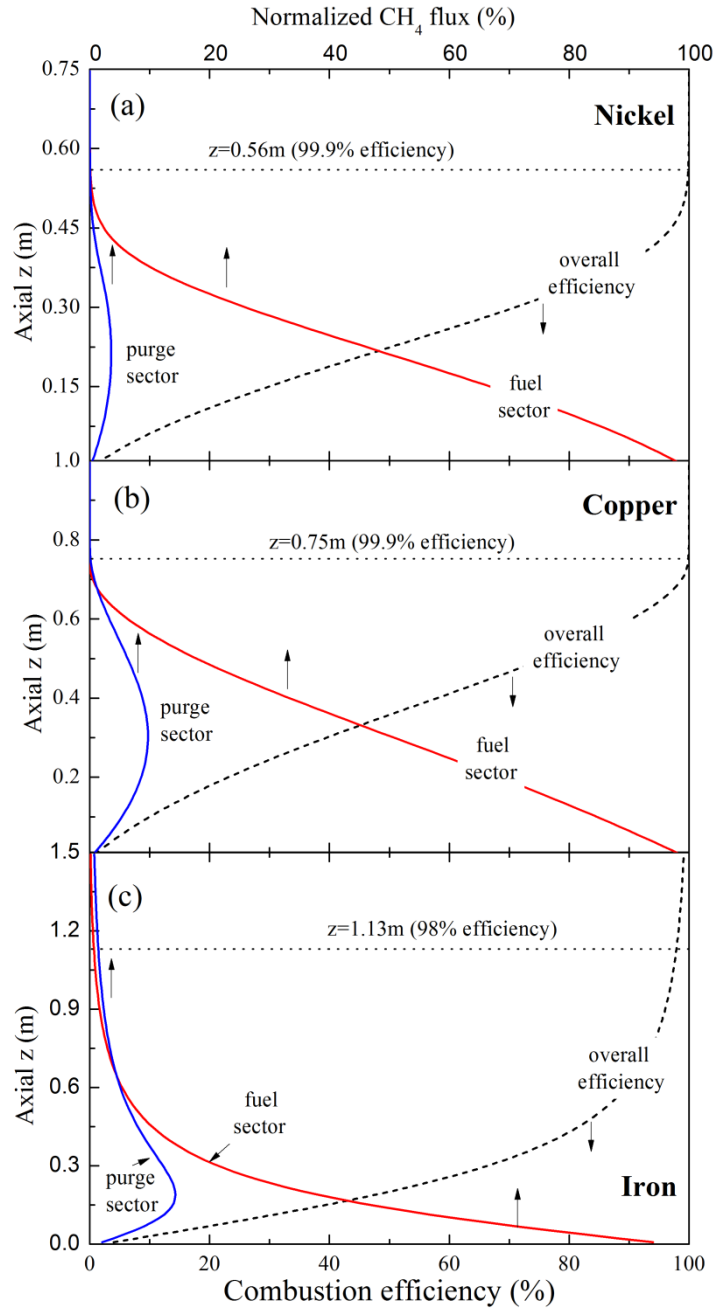 Normalized CH₄ flux (%)
0 20 40 60 80 100
0.75
(a)
Nickel
0.60
z=0.56m (99.9% efficiency)
0.45
Axial z (m)
overall
efficiency
0.30
purge
sector
0.15
fuel
sector
1.0
(b)
Copper
0.8
z=0.75m (99.9% efficiency)
0.6
Axial z (m)
overall
efficiency
0.4
purge
sector
fuel
sector
0.2
1.5
(c)
1.2
z=1.13m (98% efficiency)
0.9
Axial z (m)
overall
efficiency
0.6
fuel
sector
0.3
purge
sector
Iron
0.0
0 20 40 60 80 100
Combustion efficiency (%)